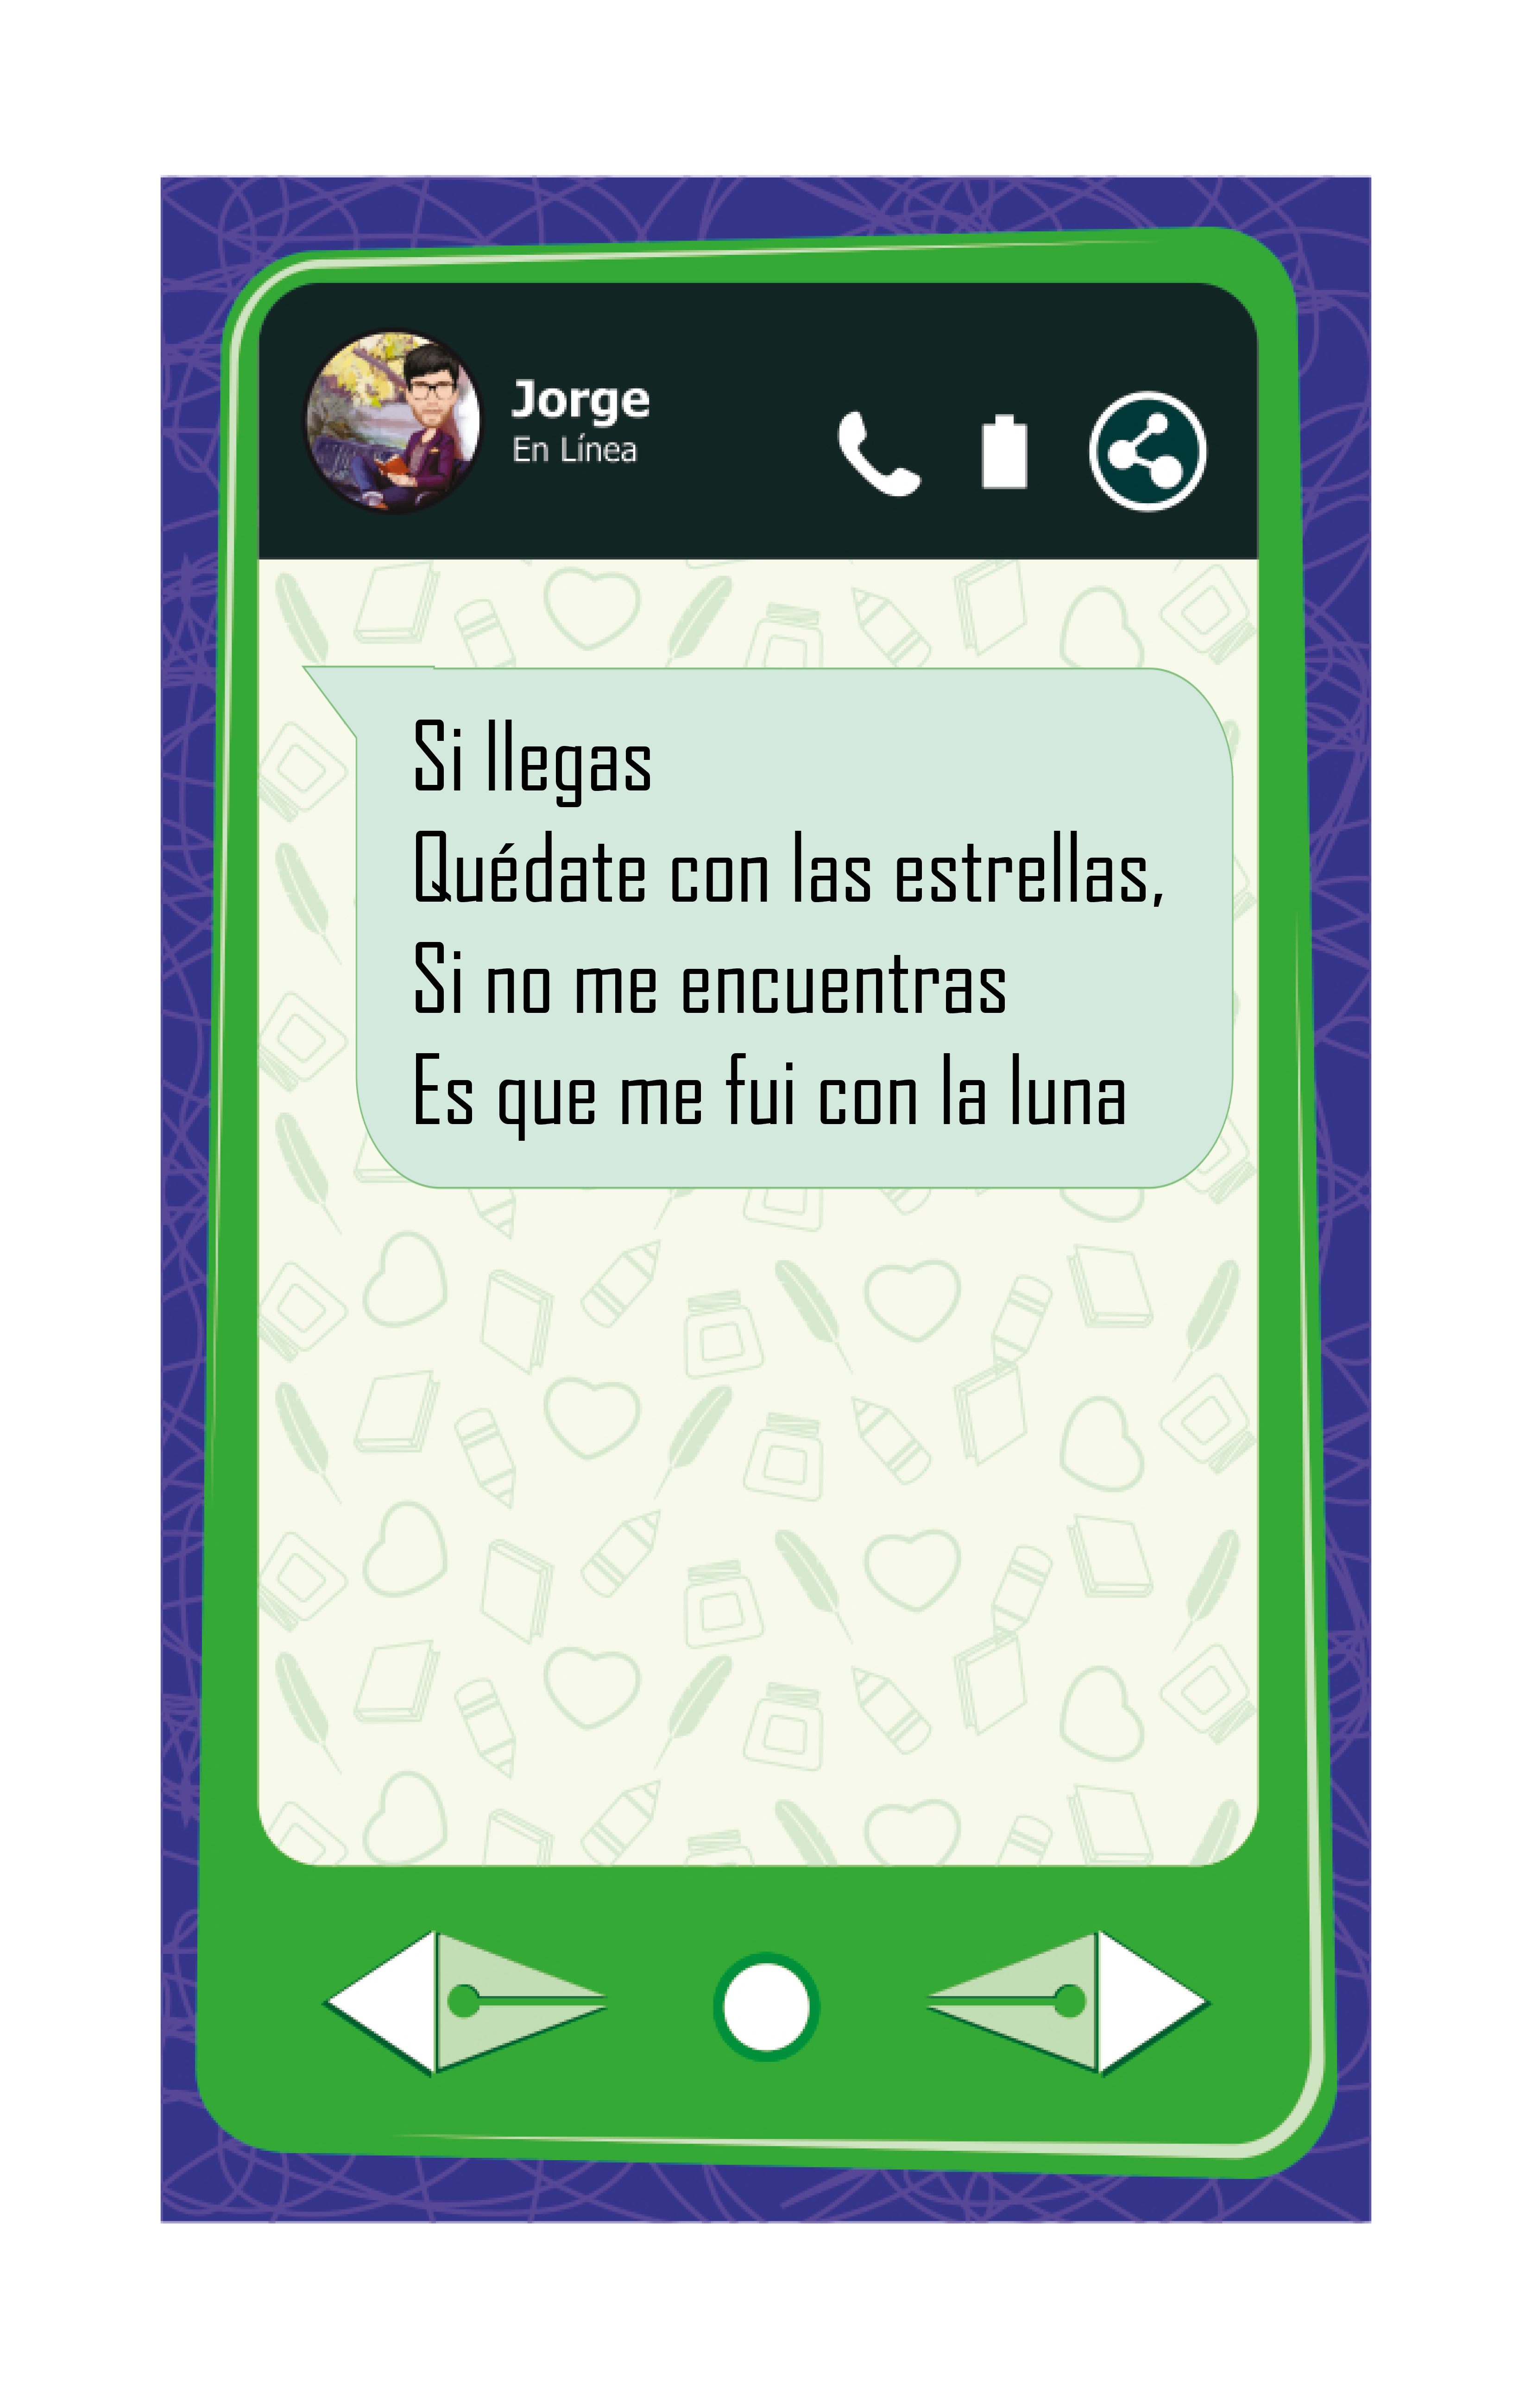 Jorge
En Línea
Si llegas
Quédate con las estrellas,
Si no me encuentras
Es que me fui con la luna